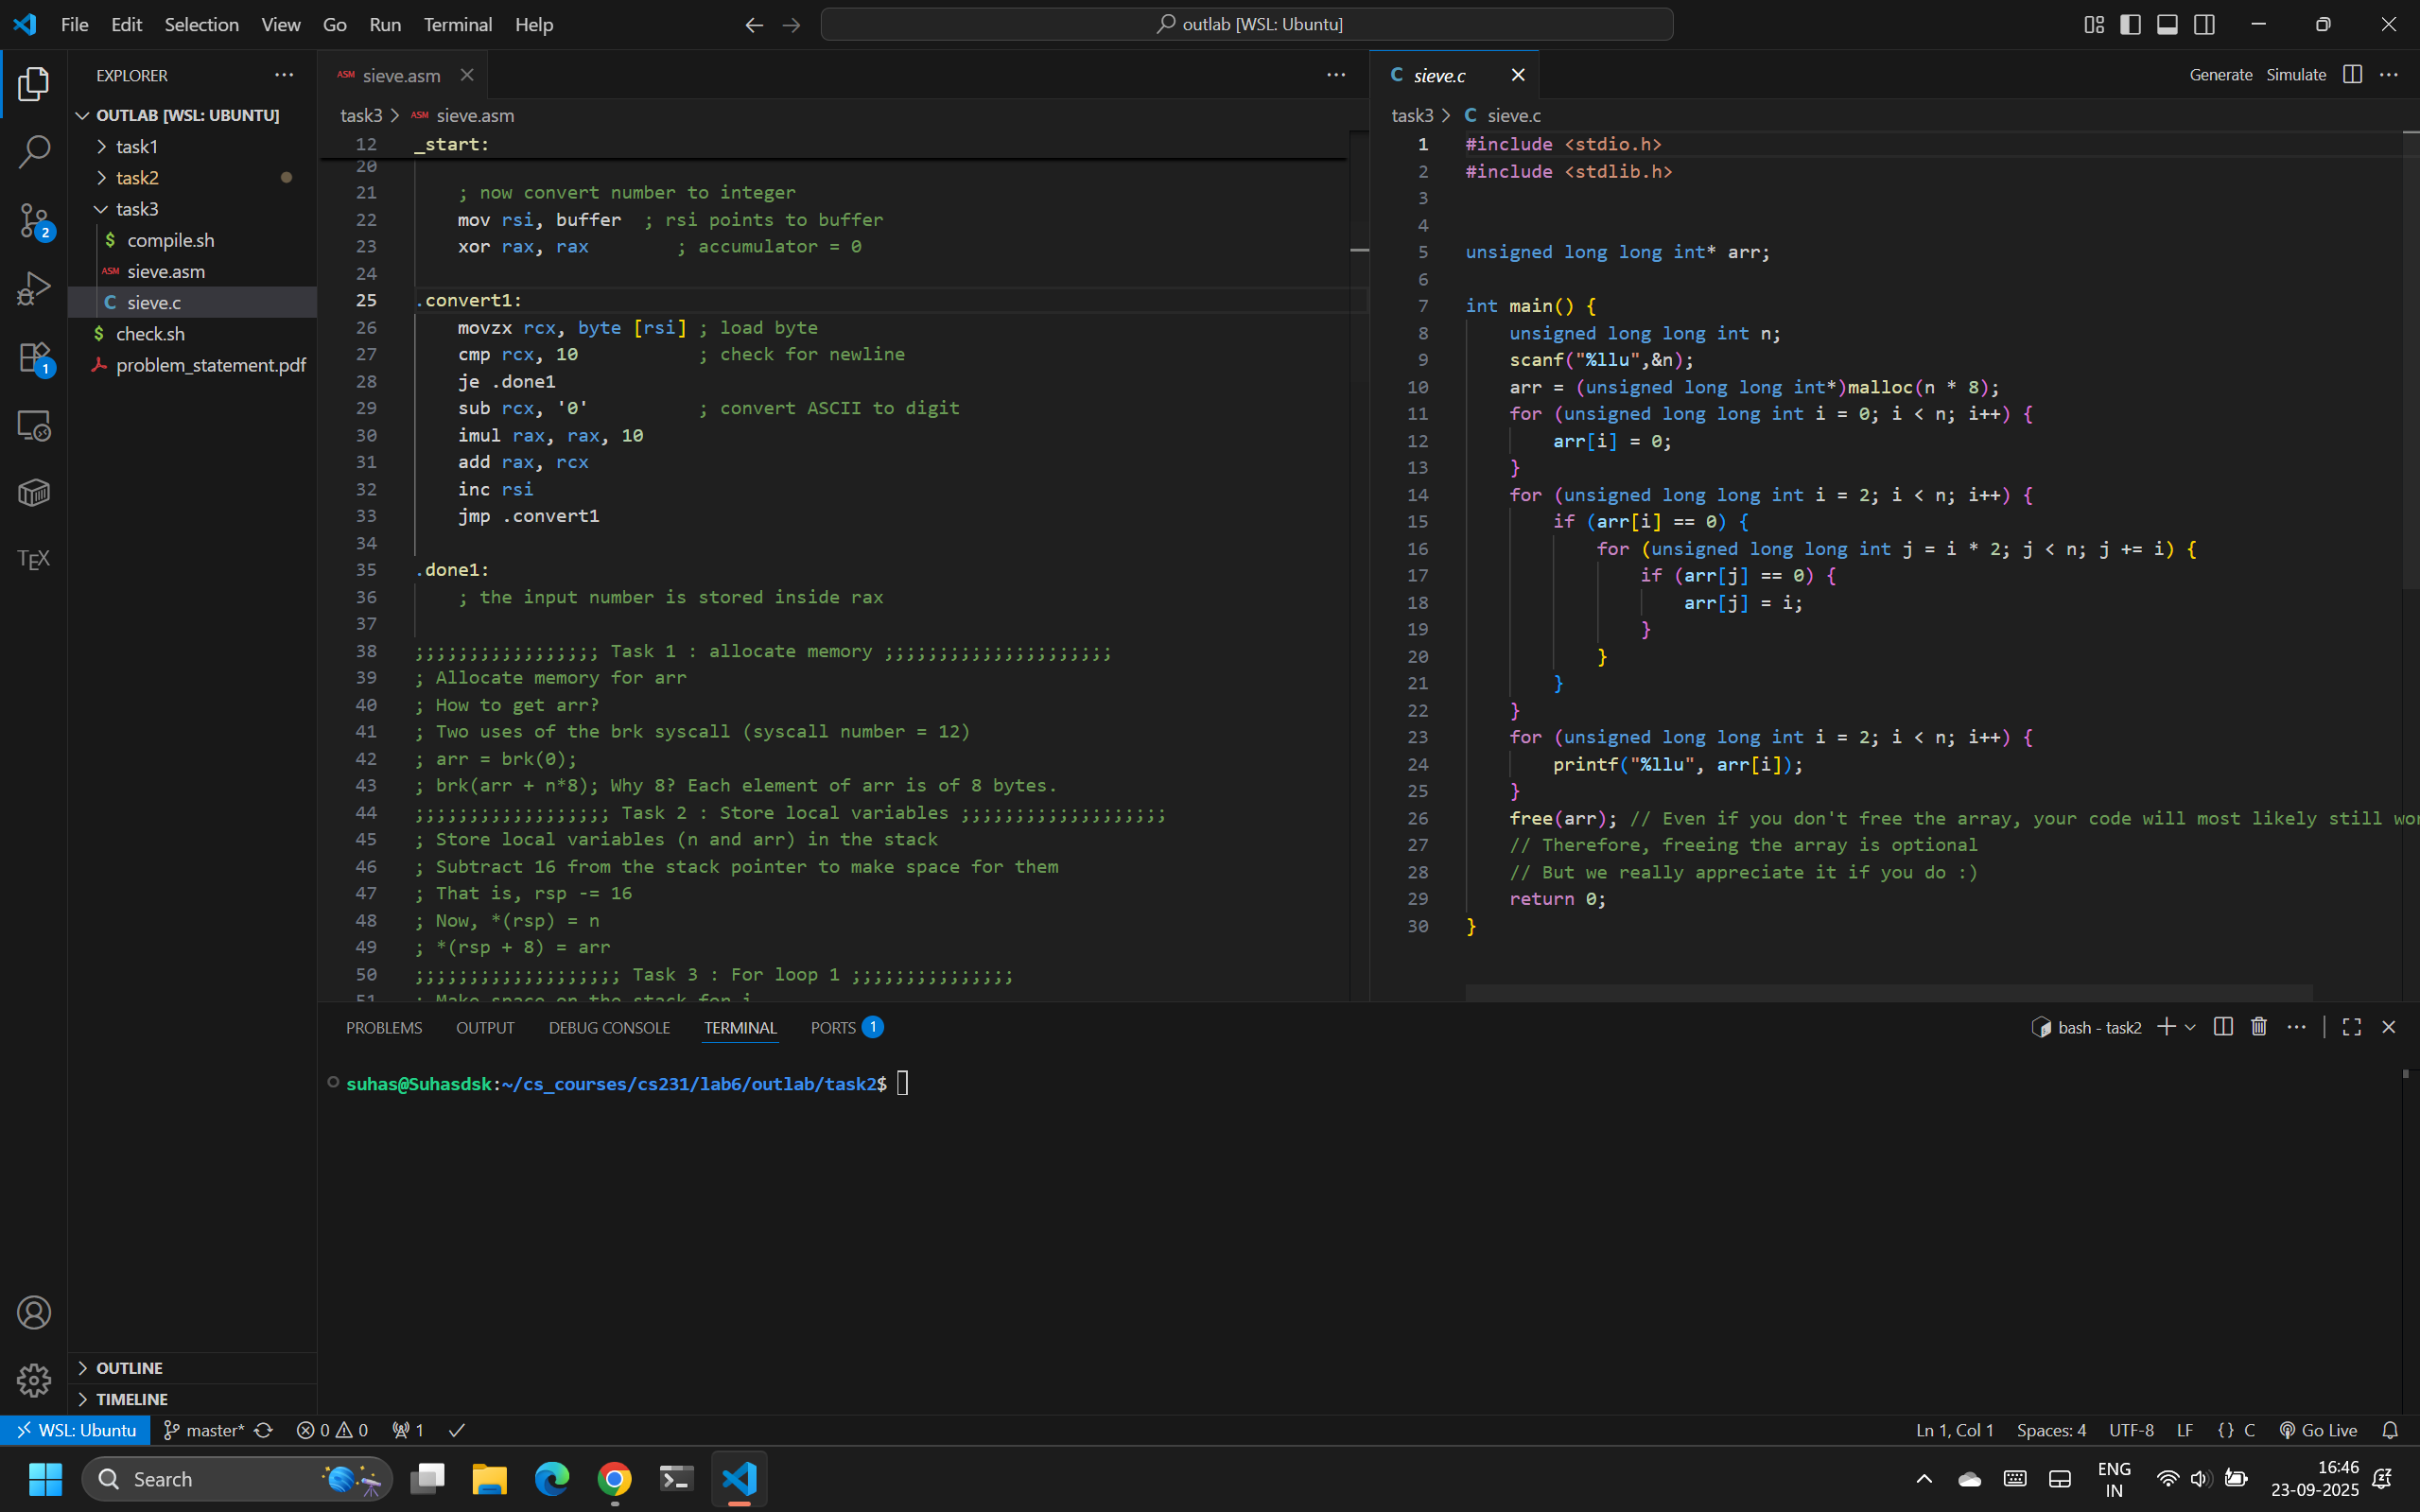 File Edit Selection View Go Run Terminal Help
outlab [WSL: Ubuntu]
EXPLORER
OUTLAB [WSL: UBUNTU]
task1
task2
task3
$ compile.sh
ASM sieve.asm
C sieve.c
$ check.sh
problem_statement.pdf
OUTLINE
TIMELINE
2
1
TEX
ASM sieve.asm
task3 > ASM sieve.asm
12 _start:
20
21 ; now convert number to integer
22 mov rsi, buffer ; rsi points to buffer
23 xor rax, rax ; accumulator = 0
24
25 .convert1:
26 movzx rcx, byte [rsi] ; load byte
27 cmp rcx, 10 ; check for newline
28 je .done1
29 sub rcx, '0' ; convert ASCII to digit
30 imul rax, rax, 10
31 add rax, rcx
32 inc rsi
33 jmp .convert1
34
35 .done1:
36 ; the input number is stored inside rax
37
38 ;;;;;;;;;;;;;;;;; Task 1 : allocate memory ;;;;;;;;;;;;;;;;;;;;;
39 ; Allocate memory for arr
40 ; How to get arr?
41 ; Two uses of the brk syscall (syscall number = 12)
42 ; arr = brk(0);
43 ; brk(arr + n*8); Why 8? Each element of arr is of 8 bytes.
44 ;;;;;;;;;;;;;;;;;; Task 2 : Store local variables ;;;;;;;;;;;;;;;;;;;
45 ; Store local variables (n and arr) in the stack
46 ; Subtract 16 from the stack pointer to make space for them
47 ; That is, rsp -= 16
48 ; Now, *(rsp) = n
49 ; *(rsp + 8) = arr
50 ;;;;;;;;;;;;;;;;;;; Task 3 : For loop 1 ;;;;;;;;;;;;;;;
51 ; Make space on the stack for i
C sieve.c
Generate Simulate
task3 > C sieve.c
1 #include <stdio.h>
2 #include <stdlib.h>
3
4
5 unsigned long long int* arr;
6
7 int main() {
8 unsigned long long int n;
9 scanf("%llu",&n);
10 arr = (unsigned long long int*)malloc(n * 8);
11 for (unsigned long long int i = 0; i < n; i++) {
12 arr[i] = 0;
13 }
14 for (unsigned long long int i = 2; i < n; i++) {
15 if (arr[i] == 0) {
16 for (unsigned long long int j = i * 2; j < n; j += i) {
17 if (arr[j] == 0) {
18 arr[j] = i;
19 }
20 }
21 }
22 }
23 for (unsigned long long int i = 2; i < n; i++) {
24 printf("%llu", arr[i]);
25 }
26 free(arr); // Even if you don't free the array, your code will most likely still wo
27 // Therefore, freeing the array is optional
28 // But we really appreciate it if you do :)
29 return 0;
30 }
PROBLEMS OUTPUT DEBUG CONSOLE TERMINAL PORTS 1
bash - task2
suhas@Suhasdsk:~/cs_courses/cs231/lab6/outlab/task2$
WSL: Ubuntu master* 0 0 1
Ln 1, Col 1 Spaces: 4 UTF-8 LF {} C Go Live
Search
ENG
IN
16:46
23-09-2025